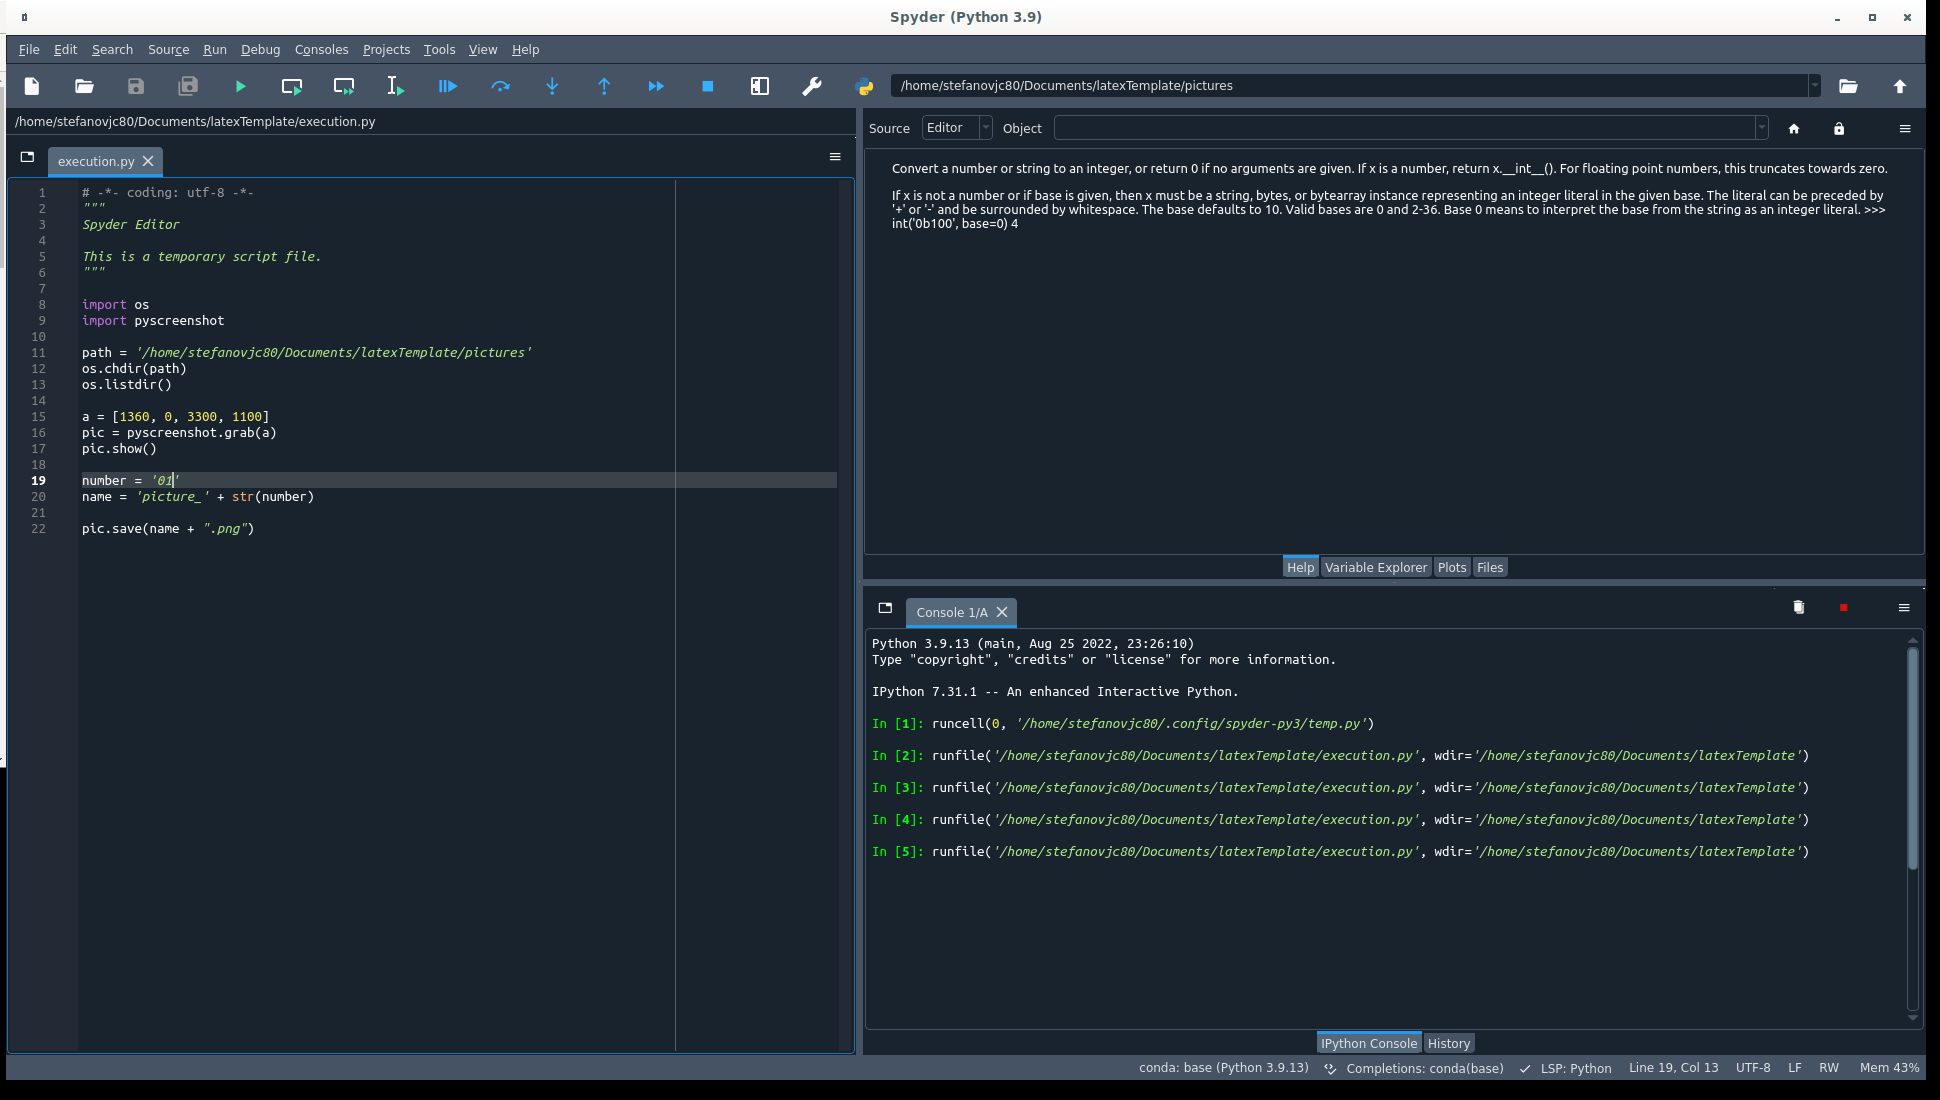 Spyder (Python 3.9)
File Edit Search Source Run Debug Consoles Projects Tools View Help
/home/stefanovjc80/Documents/latexTemplate/pictures
/home/stefanovjc80/Documents/latexTemplate/execution.py
execution.py
1 # -*- coding: utf-8 -*-
2 """
3 Spyder Editor
4
5 This is a temporary script file.
6 """
7
8 import os
9 import pyscreenshot
10
11 path = '/home/stefanovjc80/Documents/latexTemplate/pictures'
12 os.chdir(path)
13 os.listdir()
14
15 a = [1360, 0, 3300, 1100]
16 pic = pyscreenshot.grab(a)
17 pic.show()
18
19 number = '01'
20 name = 'picture_' + str(number)
21
22 pic.save(name + ".png")
Source Editor Object
Convert a number or string to an integer, or return 0 if no arguments are given. If x is a number, return x.__int__(). For floating point numbers, this truncates towards zero.
If x is not a number or if base is given, then x must be a string, bytes, or bytearray instance representing an integer literal in the given base. The literal can be preceded by
'+' or '-' and be surrounded by whitespace. The base defaults to 10. Valid bases are 0 and 2-36. Base 0 means to interpret the base from the string as an integer literal. >>>
int('0b100', base=0) 4
Help Variable Explorer Plots Files
Console 1/A
Python 3.9.13 (main, Aug 25 2022, 23:26:10)
Type "copyright", "credits" or "license" for more information.
IPython 7.31.1 -- An enhanced Interactive Python.
In [1]: runcell(0, '/home/stefanovjc80/.config/spyder-py3/temp.py')
In [2]: runfile('/home/stefanovjc80/Documents/latexTemplate/execution.py', wdir='/home/stefanovjc80/Documents/latexTemplate')
In [3]: runfile('/home/stefanovjc80/Documents/latexTemplate/execution.py', wdir='/home/stefanovjc80/Documents/latexTemplate')
In [4]: runfile('/home/stefanovjc80/Documents/latexTemplate/execution.py', wdir='/home/stefanovjc80/Documents/latexTemplate')
In [5]: runfile('/home/stefanovjc80/Documents/latexTemplate/execution.py', wdir='/home/stefanovjc80/Documents/latexTemplate')
IPython Console History
conda: base (Python 3.9.13) Completions: conda(base) LSP: Python Line 19, Col 13 UTF-8 LF RW Mem 43%